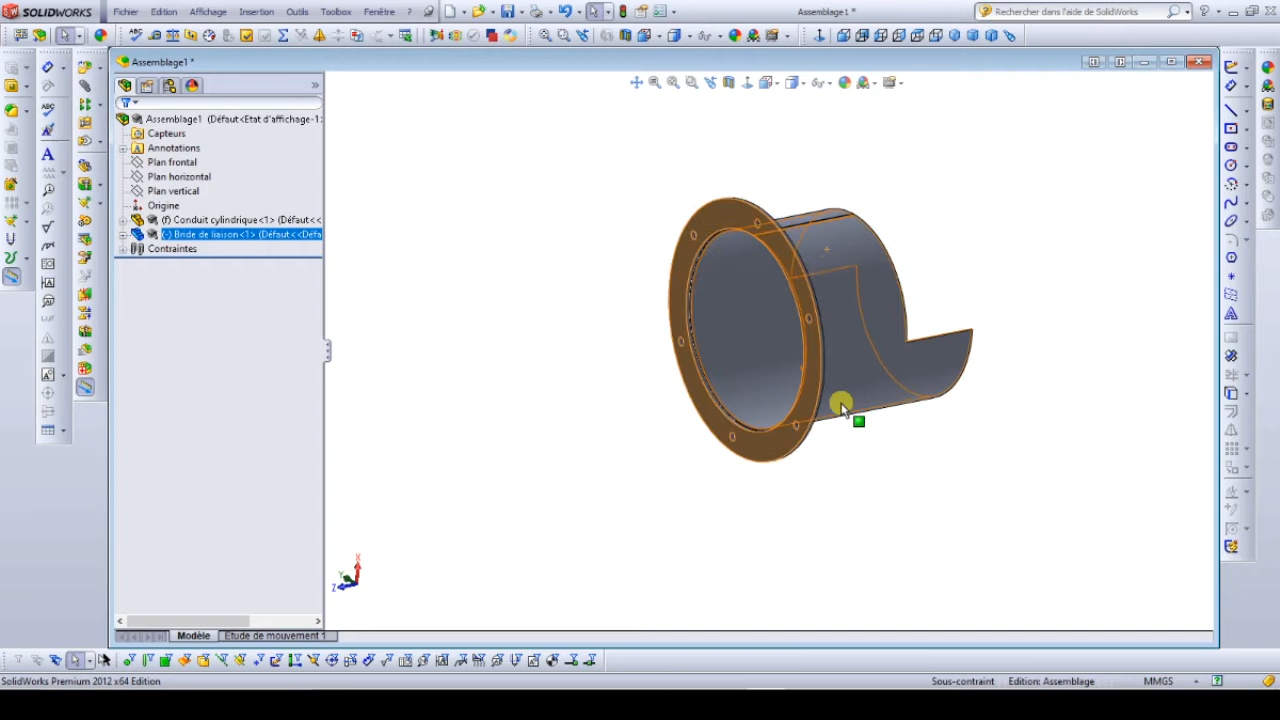 SOLIDWORKS Fichier Edition Affichage Insertion Outils Toolbox Fenêtre ? Assemblage1 * Rechercher dans l'aide de SolidWorks
Assemblage1 *
Assemblage1 (Défaut<Etat d'affichage-1>
Capteurs
Annotations
Plan frontal
Plan horizontal
Plan vertical
Origine
(f) Conduit cylindrique<1> (Défaut<<
(-) Bride de liaison<1> (Défaut<<Défa
Contraintes
X
Y
Z
Modèle Etude de mouvement 1
SolidWorks Premium 2012 x64 Edition Sous-contraint Edition: Assemblage MMGS